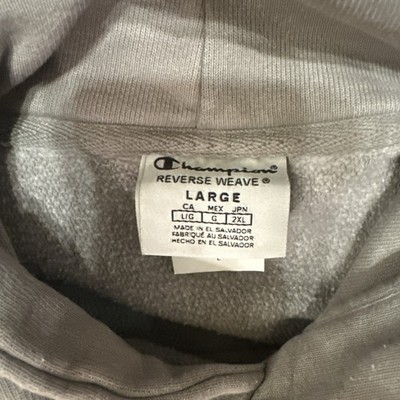 Champion
REVERSE WEAVE®
LARGE
CA MEX JPN
L/G G 2XL
MADE IN EL SALVADOR
FABRIQUÉ AU SALVADOR
HECHO EN EL SALVADOR